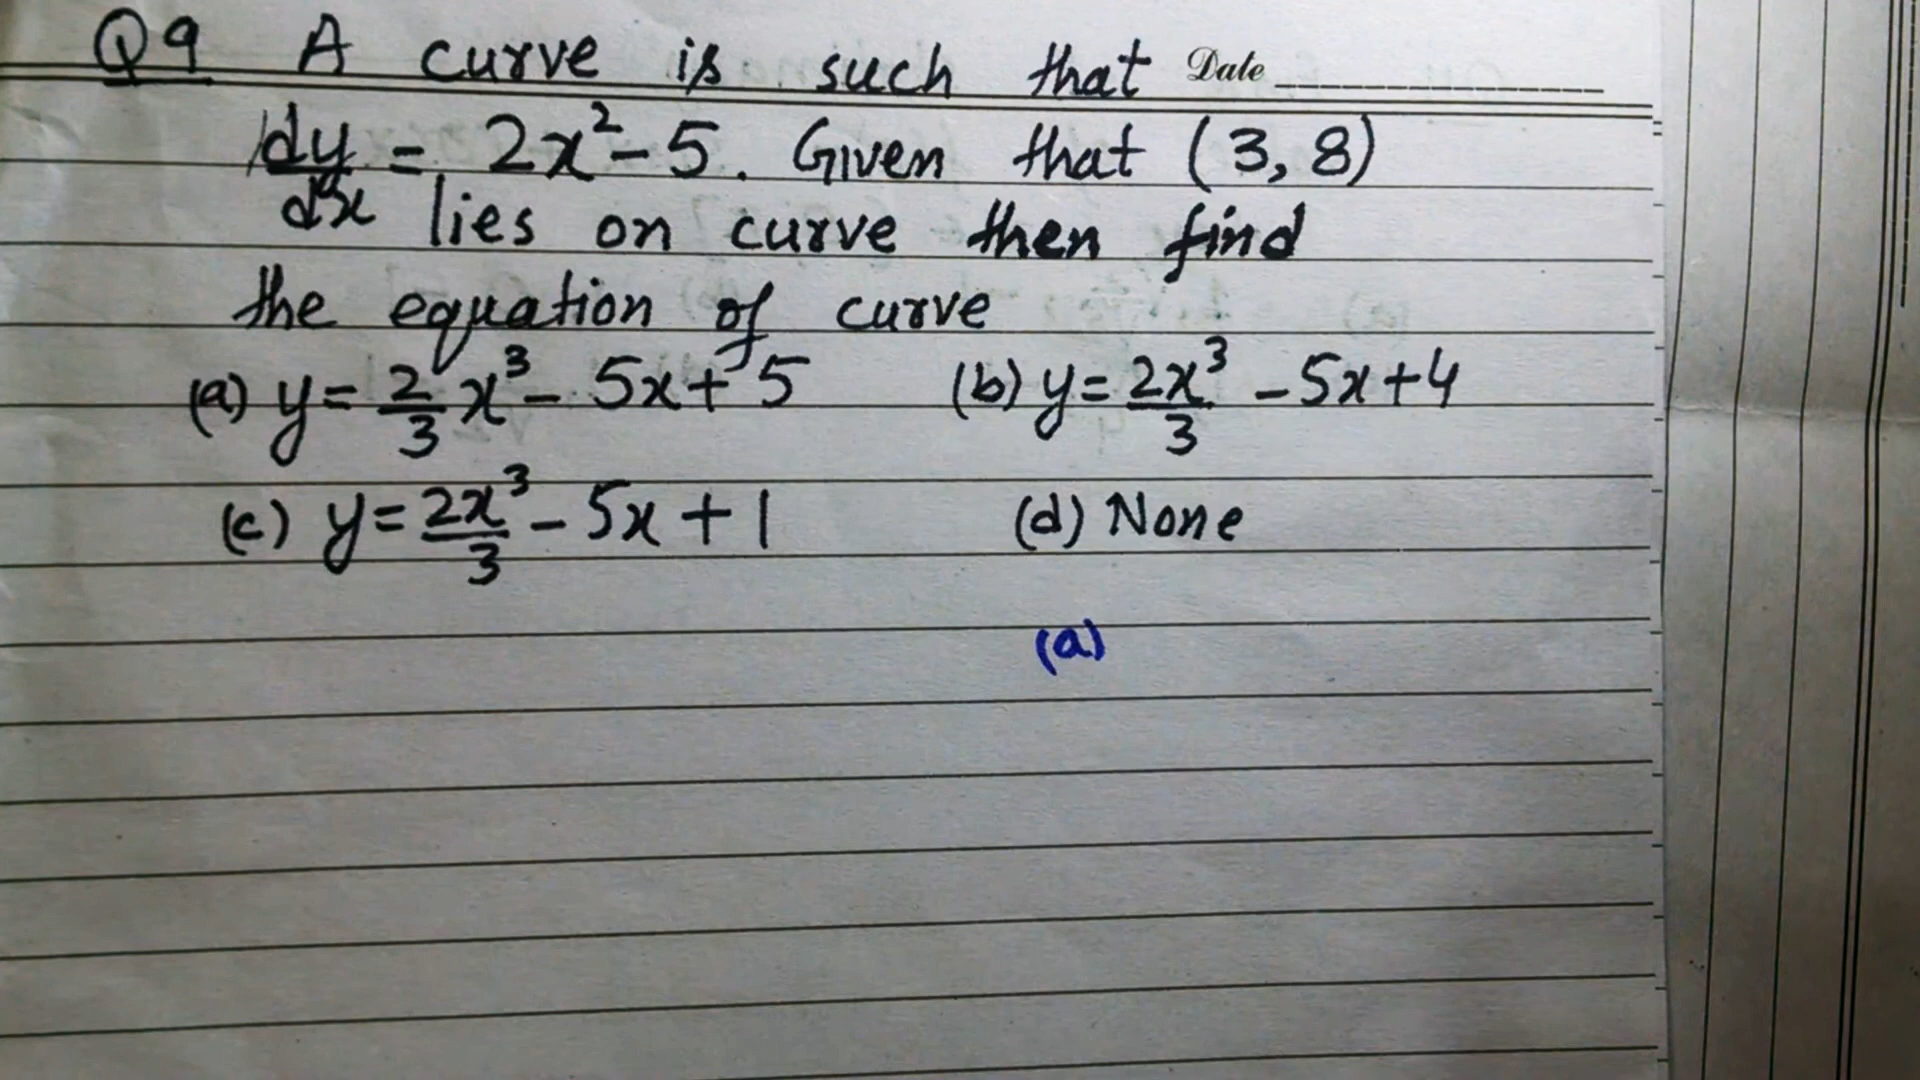 Q9 A curve is such that Date
dy/dx = 2x² - 5. Given that (3, 8)
lies on curve then find
the equation of curve
(a) y = 2/3 x³ - 5x + 5 (b) y = 2x³/3 - 5x + 4
(c) y = 2x³/3 - 5x + 1 (d) None
(a)